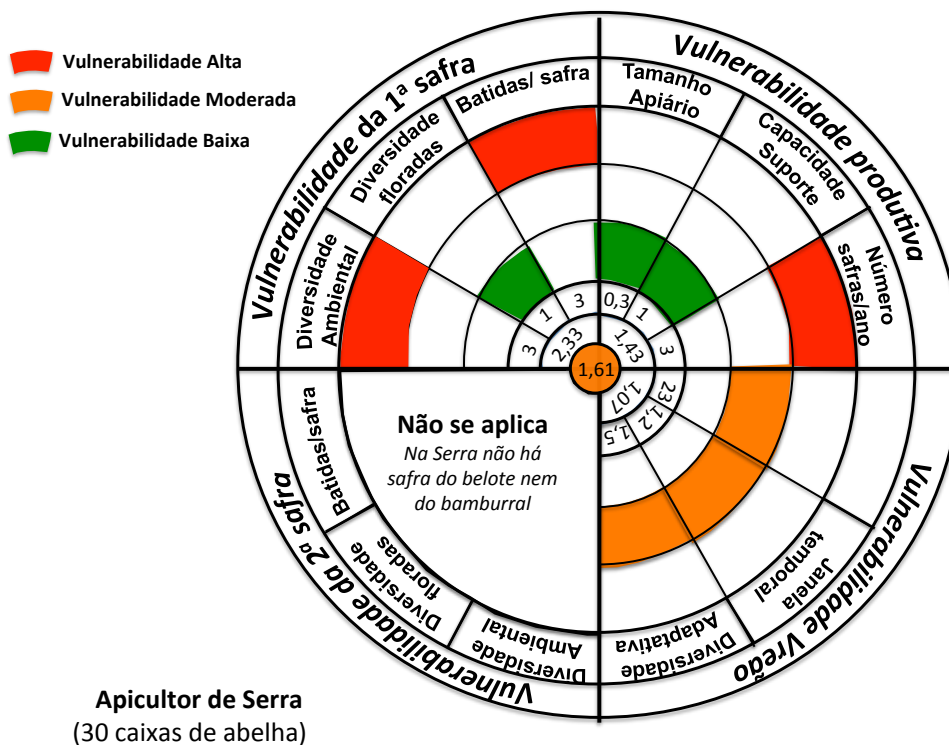 Vulnerabilidade Alta
Vulnerabilidade Moderada
Vulnerabilidade Baixa
Vulnerabilidade da 1ª safra
Diversidade
Ambiental
Diversidade
floradas
Batidas/ safra
Vulnerabilidade produtiva
Tamanho
Apiário
Capacidade
Suporte
Número
safras/ano
3
1
3
0,3
1
3
2,33
1,43
1,61
1,07
23
1,2
1,5
Não se aplica
Na Serra não há
safra do belote nem
do bamburral
Vulnerabilidade da 2ª safra
Batidas/safra
Diversidade
floradas
Diversidade
Ambiental
Vulnerabilidade Vreão
Janela
temporal
Diversidade
Adaptativa
Apicultor de Serra
(30 caixas de abelha)